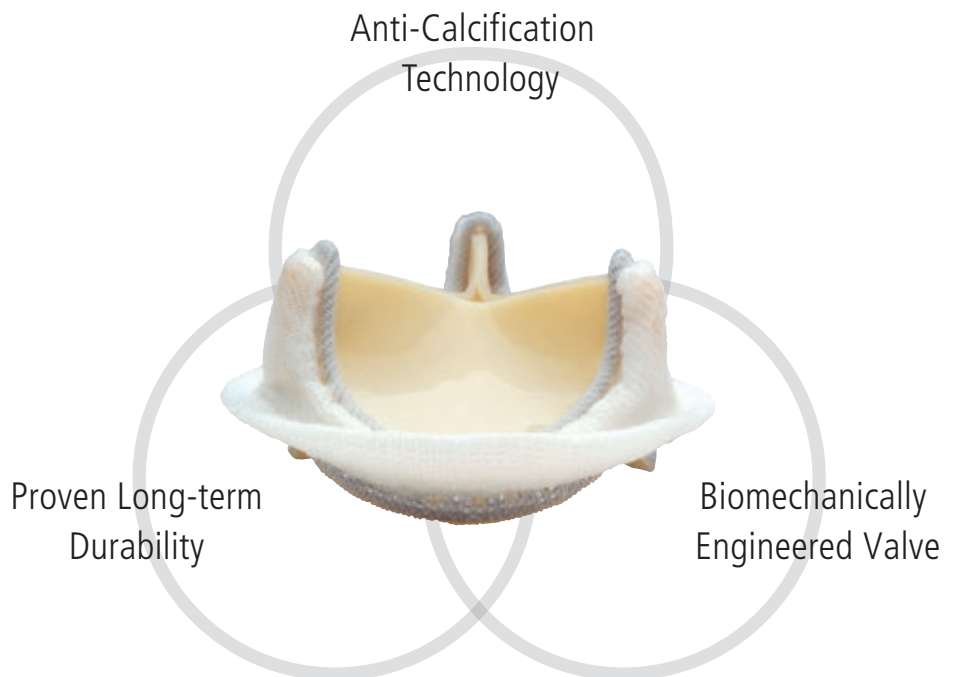 Anti-Calcification
Technology
Proven Long-term
Durability
Biomechanically
Engineered Valve